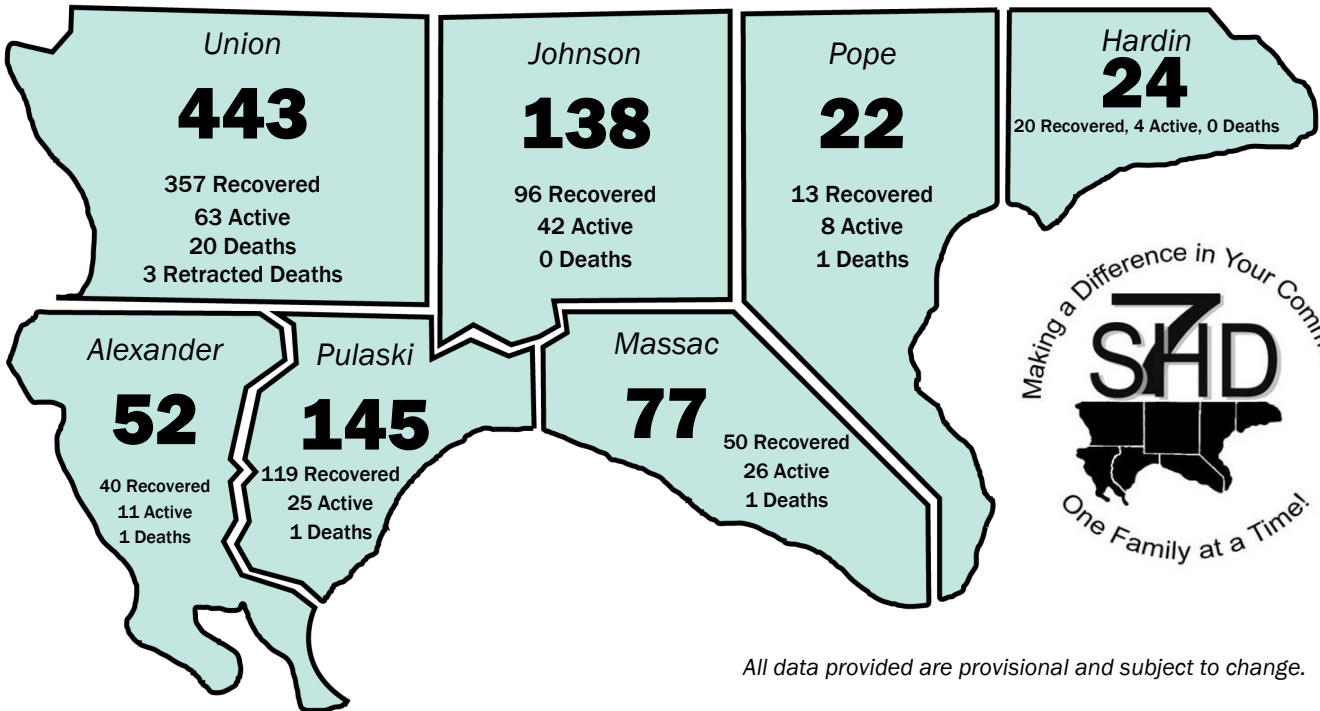 Union
443
357 Recovered
63 Active
20 Deaths
3 Retracted Deaths
Johnson
138
96 Recovered
42 Active
0 Deaths
Pope
22
13 Recovered
8 Active
1 Deaths
Hardin
24
20 Recovered, 4 Active, 0 Deaths
Alexander
52
40 Recovered
11 Active
1 Deaths
Pulaski
145
119 Recovered
25 Active
1 Deaths
Massac
77
50 Recovered
26 Active
1 Deaths
Making a Difference in Your
S7HD
One Family at a Time!
All data provided are provisional and subject to change.